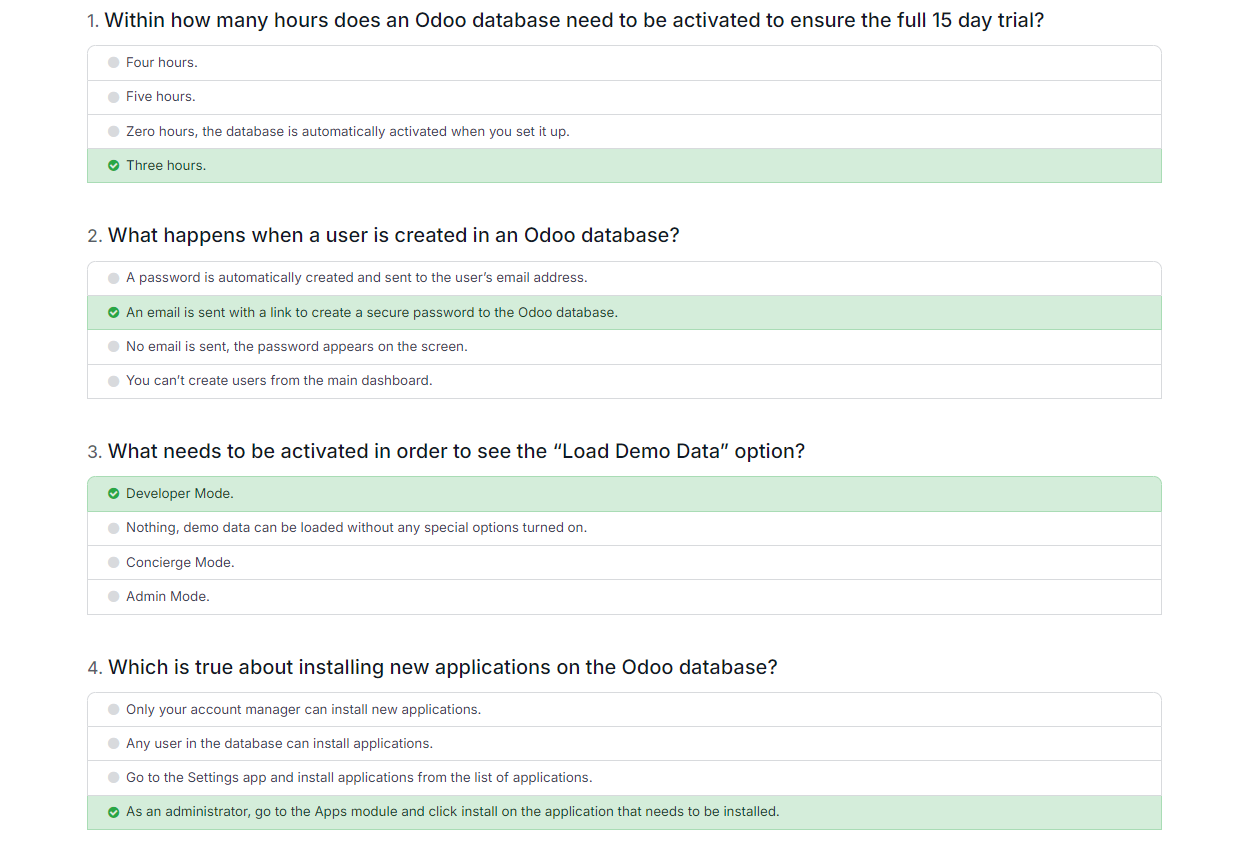 1. Within how many hours does an Odoo database need to be activated to ensure the full 15 day trial?
Four hours.
Five hours.
Zero hours, the database is automatically activated when you set it up.
Three hours.
2. What happens when a user is created in an Odoo database?
A password is automatically created and sent to the user’s email address.
An email is sent with a link to create a secure password to the Odoo database.
No email is sent, the password appears on the screen.
You can’t create users from the main dashboard.
3. What needs to be activated in order to see the “Load Demo Data” option?
Developer Mode.
Nothing, demo data can be loaded without any special options turned on.
Concierge Mode.
Admin Mode.
4. Which is true about installing new applications on the Odoo database?
Only your account manager can install new applications.
Any user in the database can install applications.
Go to the Settings app and install applications from the list of applications.
As an administrator, go to the Apps module and click install on the application that needs to be installed.